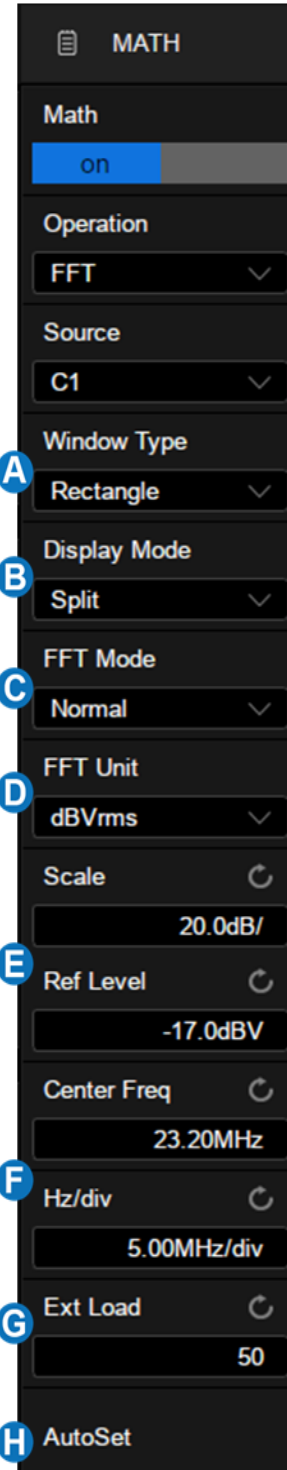 MATH
Math
on
Operation
FFT
Source
C1
Window Type
A
Rectangle
Display Mode
B
Split
FFT Mode
C
Normal
FFT Unit
D
dBVrms
Scale
20.0dB/
E
Ref Level
-17.0dBV
Center Freq
23.20MHz
F
Hz/div
5.00MHz/div
Ext Load
G
50
H
AutoSet